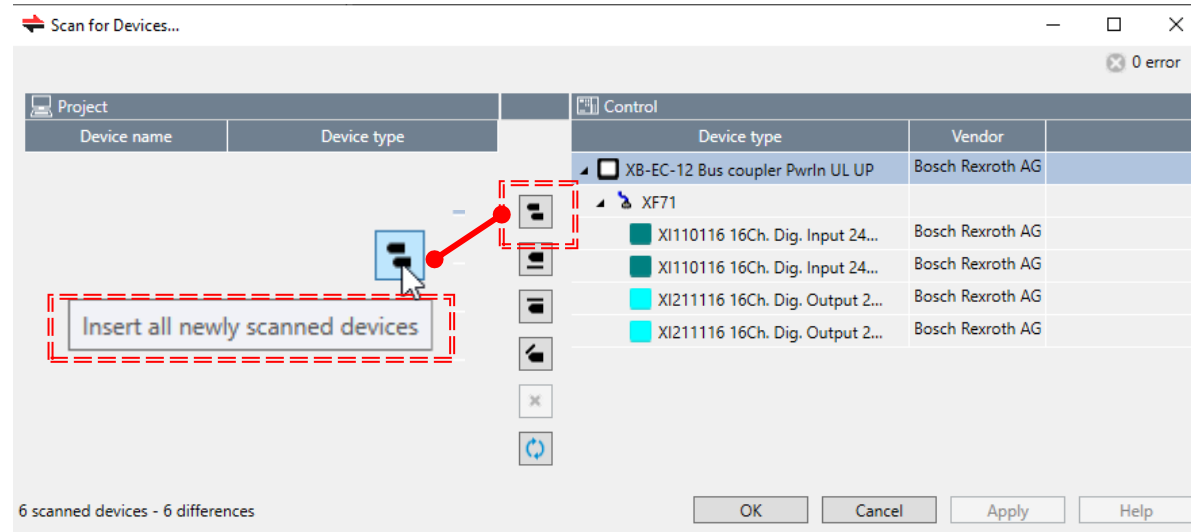 Scan for Devices...
0 error
Project
Control
Device name
Device type
Device type
Vendor
XB-EC-12 Bus coupler PwrIn UL UP
Bosch Rexroth AG
XF71
XI110116 16Ch. Dig. Input 24...
Bosch Rexroth AG
XI110116 16Ch. Dig. Input 24...
Bosch Rexroth AG
XI211116 16Ch. Dig. Output 2...
Bosch Rexroth AG
Insert all newly scanned devices
XI211116 16Ch. Dig. Output 2...
Bosch Rexroth AG
6 scanned devices - 6 differences
OK
Cancel
Apply
Help